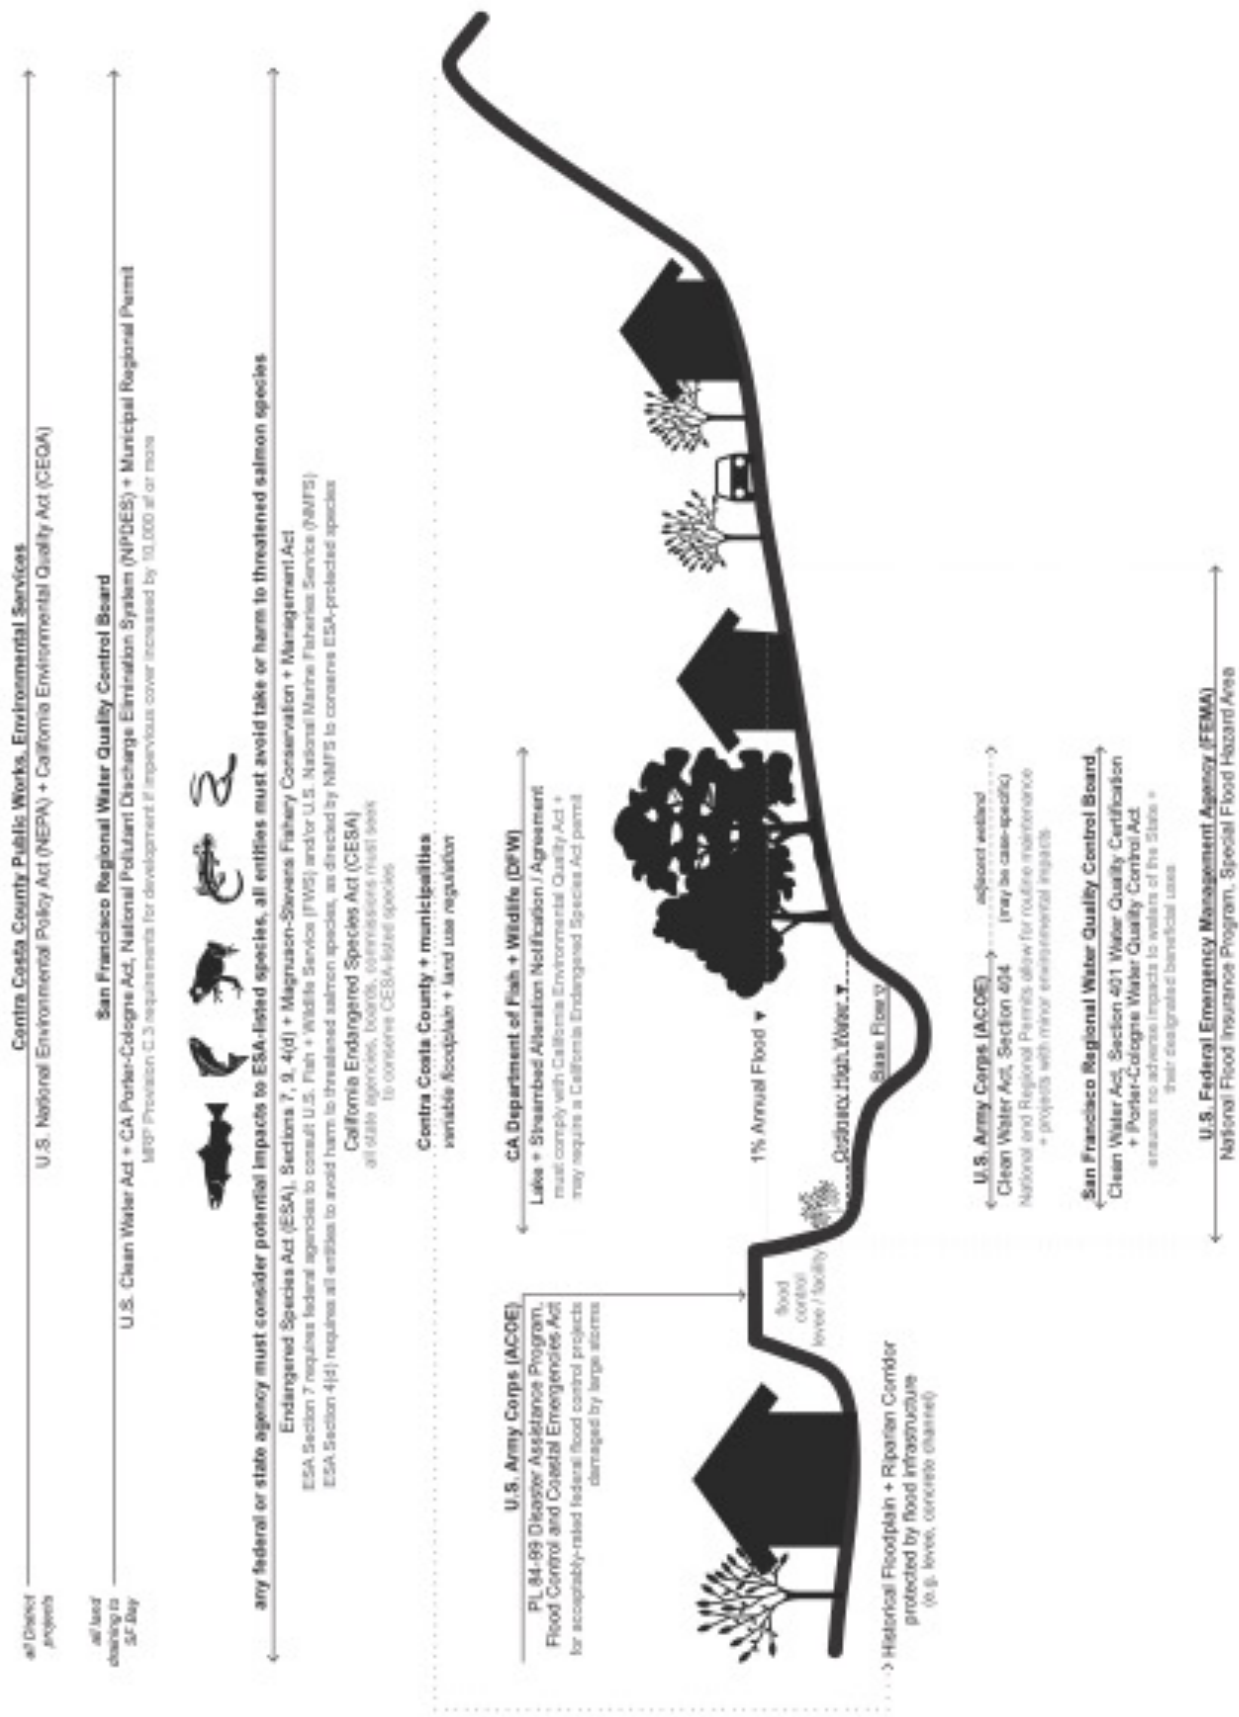 all District
projects
Contra Costa County Public Works, Environmental Services
U.S. National Environmental Policy Act (NEPA) + California Environmental Quality Act (CEQA)
all land
draining to
SF Bay
San Francisco Regional Water Quality Control Board
U.S. Clean Water Act + CA Porter-Cologne Act, National Pollutant Discharge Elimination System (NPDES) + Municipal Regional Permit
MRP Provision C.3 requirements for development if impervious cover increased by 10,000 sf or more
any federal or state agency must consider potential impacts to ESA-listed species, all entities must avoid take or harm to threatened salmon species
Endangered Species Act (ESA), Sections 7, 9, 4(d) + Magnuson-Stevens Fishery Conservation + Management Act
ESA Section 7 requires federal agencies to consult U.S. Fish + Wildlife Service (FWS) and/or U.S. National Marine Fisheries Service (NMFS)
ESA Section 4(d) requires all entities to avoid harm to threatened salmon species, as directed by NMFS to conserve ESA-protected species
California Endangered Species Act (CESA)
all state agencies, boards, commissions must seek
to conserve CESA-listed species
Contra Costa County + municipalities
variable floodplain + land use regulation
U.S. Army Corps (ACOE)
PL 84-99 Disaster Assistance Program,
Flood Control and Coastal Emergencies Act
for acceptably-rated federal flood control projects
damaged by large storms
CA Department of Fish + Wildlife (DFW)
Lake + Streambed Alteration Notification / Agreement
must comply with California Environmental Quality Act +
may require a California Endangered Species Act permit
1% Annual Flood
Ordinary High Water
Base Flow
flood
control
levee / facility
Historical Floodplain + Riparian Corridor
protected by flood infrastructure
(e.g. levee, concrete channel)
U.S. Army Corps (ACOE)
Clean Water Act, Section 404
adjacent wetland
(may be case-specific)
National and Regional Permits allow for routine maintenance
+ projects with minor environmental impacts
San Francisco Regional Water Quality Control Board
Clean Water Act, Section 401 Water Quality Certification
+ Porter-Cologne Water Quality Control Act
ensures no adverse impacts to waters of the State +
their designated beneficial uses
U.S. Federal Emergency Management Agency (FEMA)
National Flood Insurance Program, Special Flood Hazard Area